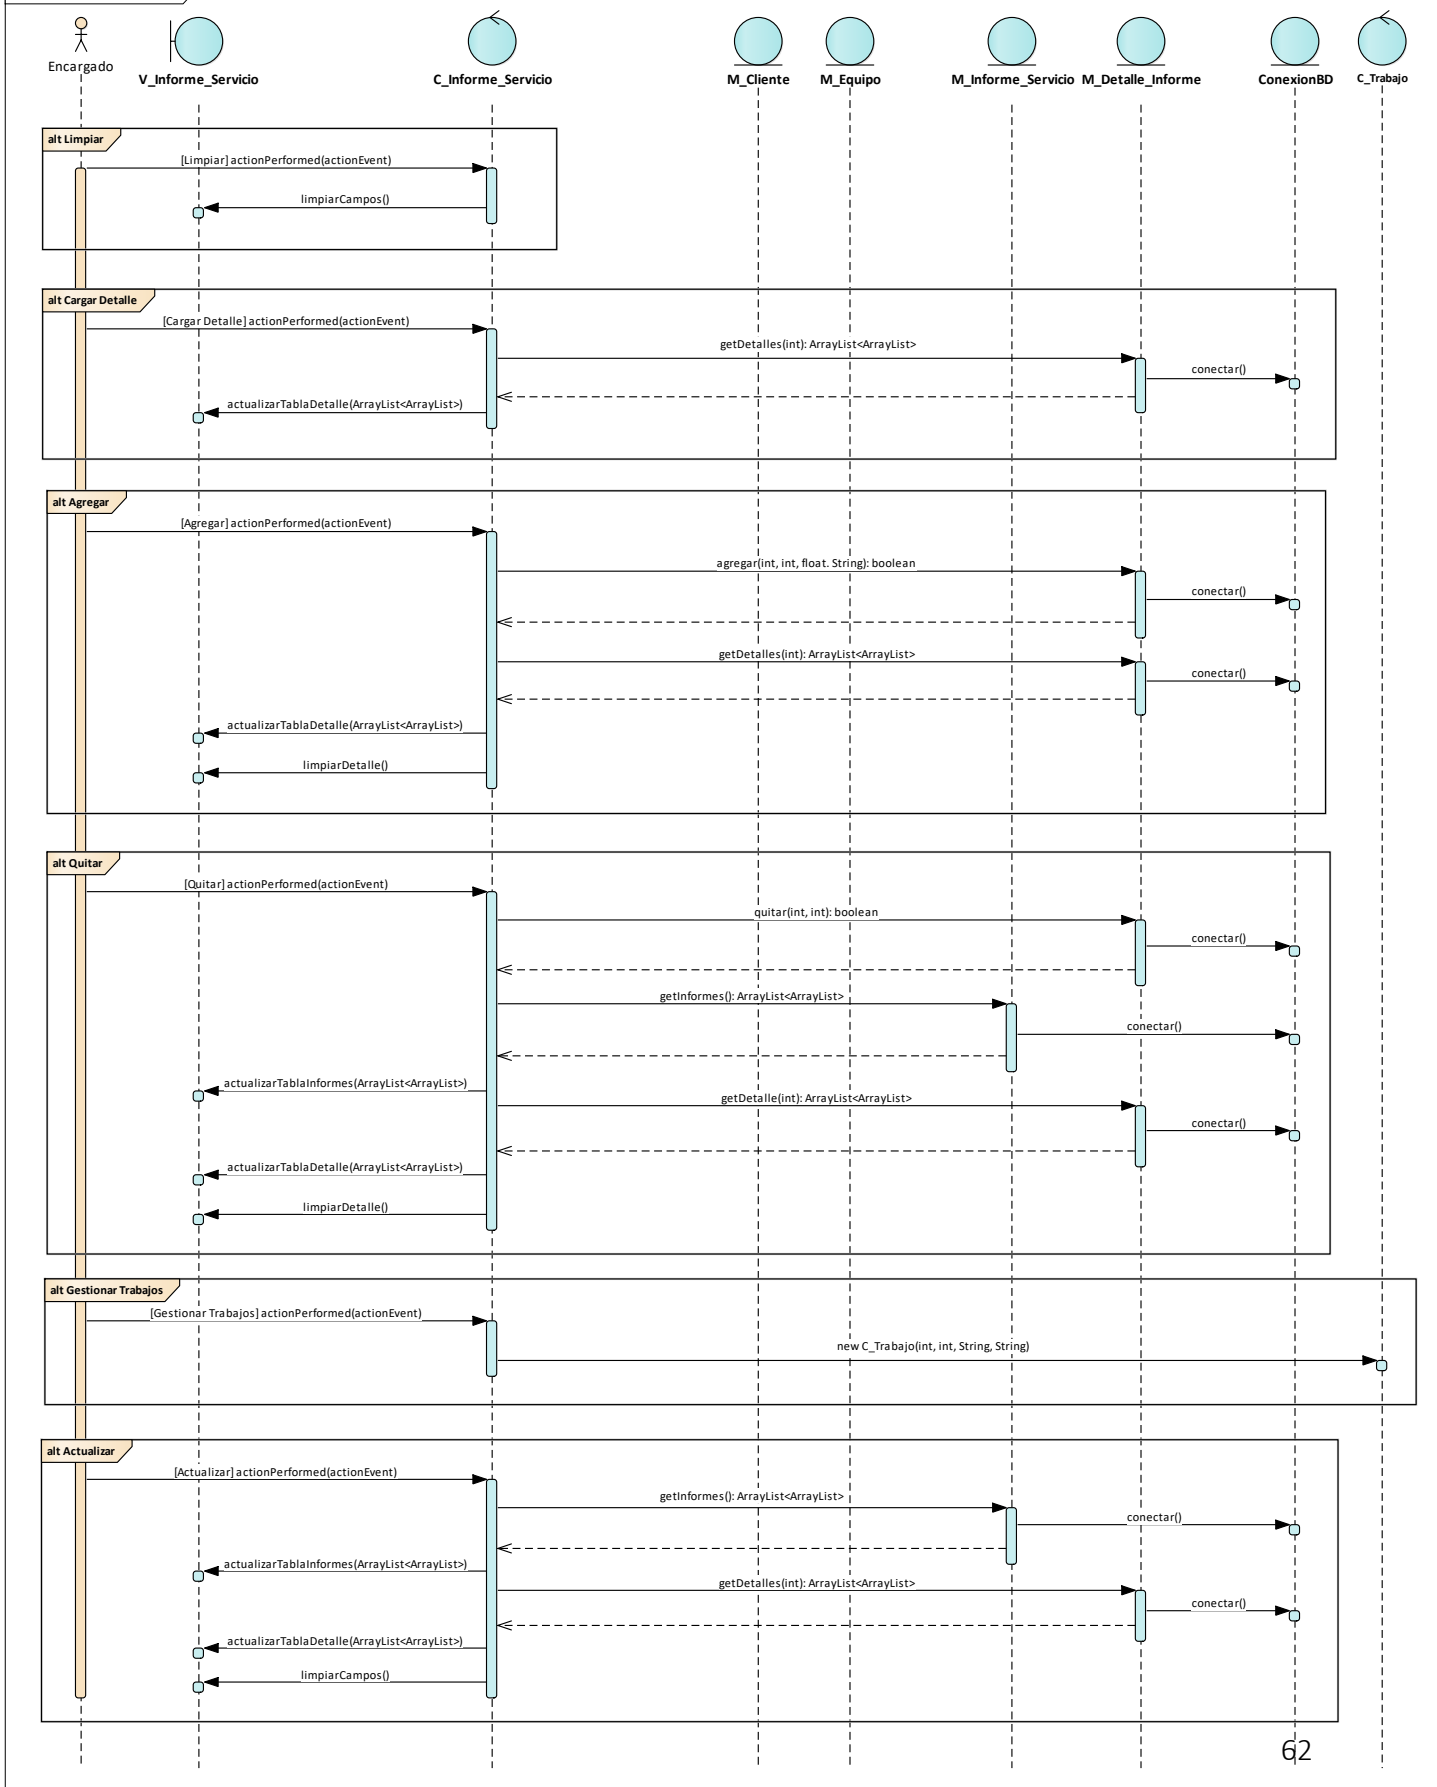 Encargado
V_Informe_Servicio
C_Informe_Servicio
M_Cliente
M_Equipo
M_Informe_Servicio
M_Detalle_Informe
ConexionBD
C_Trabajo
alt Limpiar
[Limpiar] actionPerformed(actionEvent)
limpiarCampos()
alt Cargar Detalle
[Cargar Detalle] actionPerformed(actionEvent)
getDetalles(int): ArrayList<ArrayList>
conectar()
actualizarTablaDetalle(ArrayList<ArrayList>)
alt Agregar
[Agregar] actionPerformed(actionEvent)
agregar(int, int, float. String): boolean
conectar()
getDetalles(int): ArrayList<ArrayList>
conectar()
actualizarTablaDetalle(ArrayList<ArrayList>)
limpiarDetalle()
alt Quitar
[Quitar] actionPerformed(actionEvent)
quitar(int, int): boolean
conectar()
getInformes(): ArrayList<ArrayList>
conectar()
actualizarTablaInformes(ArrayList<ArrayList>)
getDetalle(int): ArrayList<ArrayList>
conectar()
actualizarTablaDetalle(ArrayList<ArrayList>)
limpiarDetalle()
alt Gestionar Trabajos
[Gestionar Trabajos] actionPerformed(actionEvent)
new C_Trabajo(int, int, String, String)
alt Actualizar
[Actualizar] actionPerformed(actionEvent)
getInformes(): ArrayList<ArrayList>
conectar()
actualizarTablaInformes(ArrayList<ArrayList>)
getDetalles(int): ArrayList<ArrayList>
conectar()
actualizarTablaDetalle(ArrayList<ArrayList>)
limpiarCampos()
62